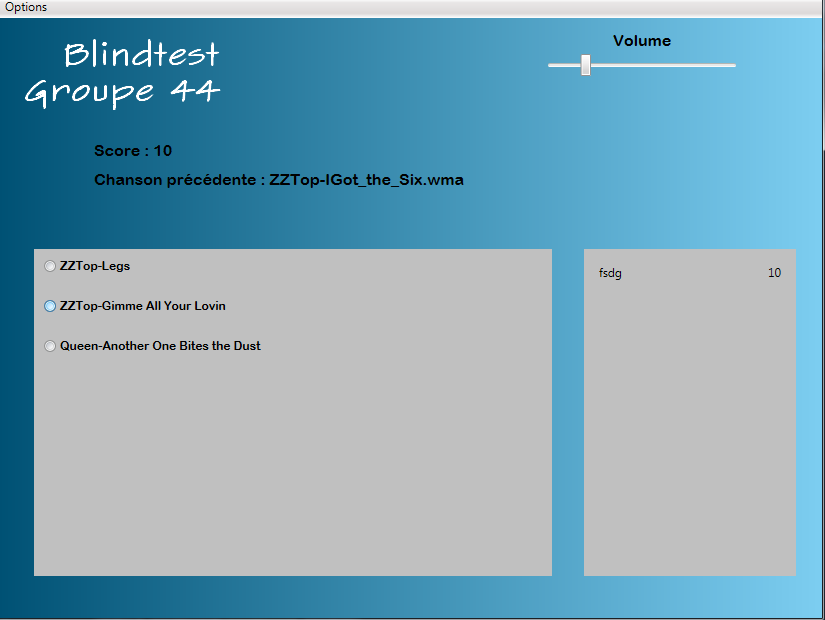 Options
Blindtest
Groupe 44
Volume
Score : 10
Chanson précédente : ZZTop-IGot_the_Six.wma
ZZTop-Legs
ZZTop-Gimme All Your Lovin
Queen-Another One Bites the Dust
fsdg 10